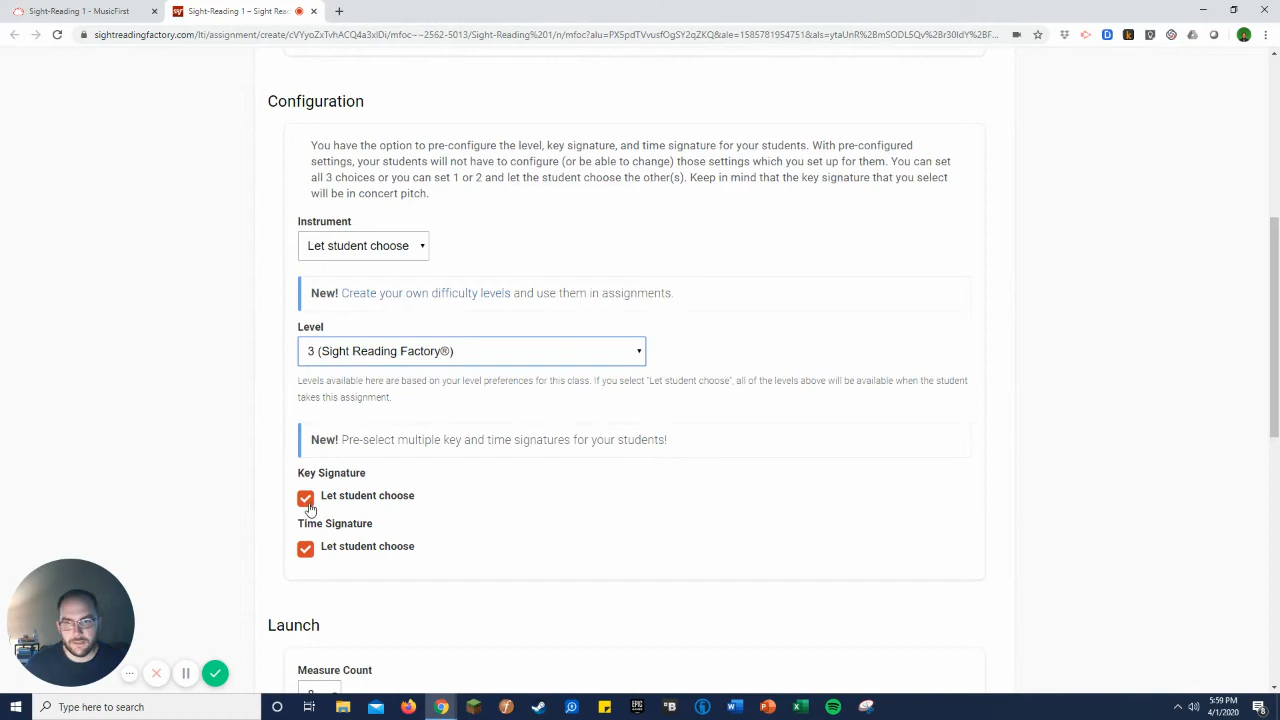 Sight-Reading 1 - MusicFirst
Sight-Reading 1 – Sight Rea
sightreadingfactory.com/lti/assignment/create/
Configuration
You have the option to pre-configure the level, key signature, and time signature for your students. With pre-configured
settings, your students will not have to configure (or be able to change) those settings which you set up for them. You can set
all 3 choices or you can set 1 or 2 and let the student choose the other(s). Keep in mind that the key signature that you select
will be in concert pitch.
Instrument
Let student choose
New! Create your own difficulty levels and use them in assignments.
Level
3 (Sight Reading Factory®)
Levels available here are based on your level preferences for this class. If you select "Let student choose", all of the levels above will be available when the student
takes this assignment.
New! Pre-select multiple key and time signatures for your students!
Key Signature
Let student choose
Time Signature
Let student choose
Launch
Measure Count
Type here to search
5:59 PM
4/1/2020